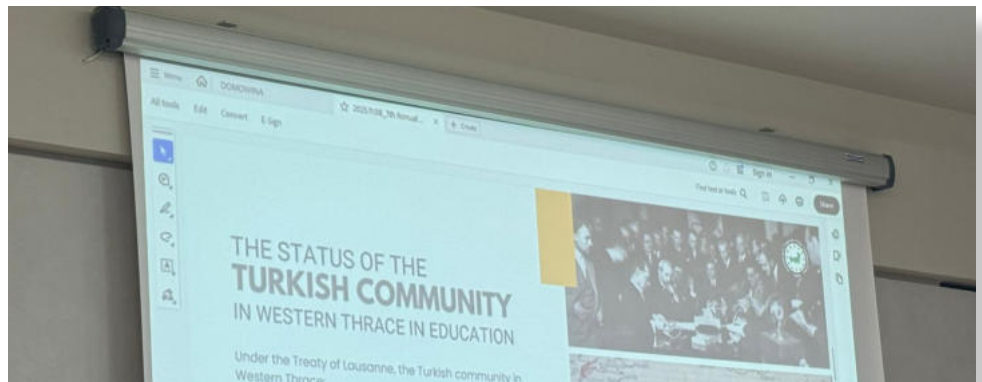 Menu
DOMOWINA
All tools Edit Convert E-Sign
+ Create
Sign in
Find text or tools
Share
THE STATUS OF THE
TURKISH COMMUNITY
IN WESTERN THRACE IN EDUCATION
Under the Treaty of Lausanne, the Turkish community in
Western Thrace